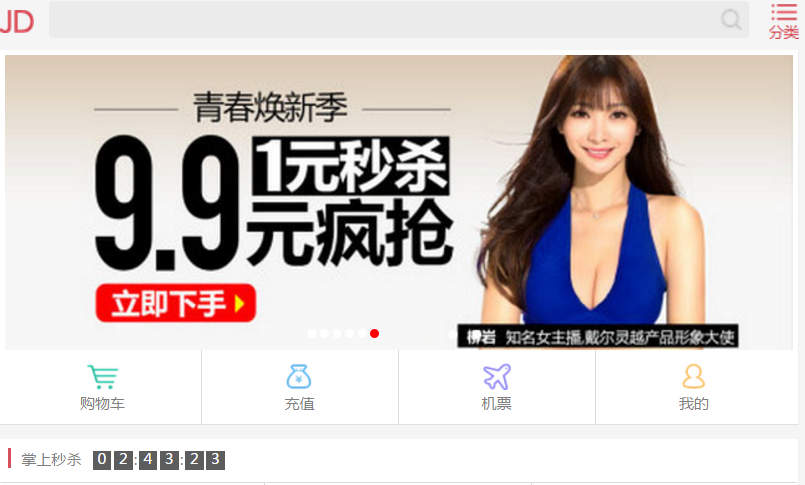 JD
分类
青春焕新季
9.9 1元秒杀
元疯抢
立即下手
柳岩 知名女主播,戴尔灵越产品形象大使
购物车
充值
机票
我的
掌上秒杀 02:43:23